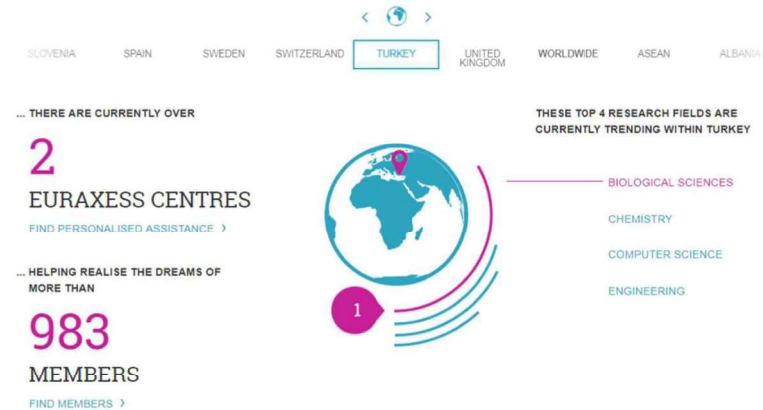 SLOVENIA
SPAIN
SWEDEN
SWITZERLAND
TURKEY
UNITED
KINGDOM
WORLDWIDE
ASEAN
ALBANIA
... THERE ARE CURRENTLY OVER
2
EURAXESS CENTRES
FIND PERSONALISED ASSISTANCE
... HELPING REALISE THE DREAMS OF
MORE THAN
983
MEMBERS
FIND MEMBERS
1
THESE TOP 4 RESEARCH FIELDS ARE
CURRENTLY TRENDING WITHIN TURKEY
BIOLOGICAL SCIENCES
CHEMISTRY
COMPUTER SCIENCE
ENGINEERING